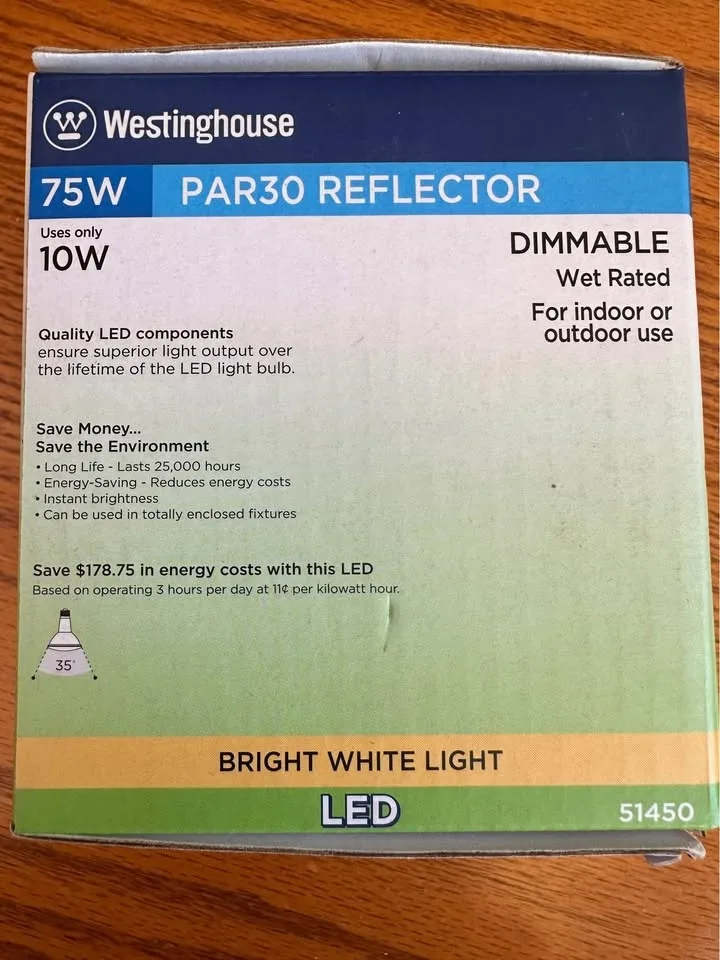 Westinghouse
75W PAR30 REFLECTOR
Uses only
10W
DIMMABLE
Wet Rated
For indoor or
outdoor use
Quality LED components
ensure superior light output over
the lifetime of the LED light bulb.
Save Money...
Save the Environment
• Long Life - Lasts 25,000 hours
• Energy-Saving - Reduces energy costs
• Instant brightness
• Can be used in totally enclosed fixtures
Save $178.75 in energy costs with this LED
Based on operating 3 hours per day at 11¢ per kilowatt hour.
35°
BRIGHT WHITE LIGHT
LED
51450